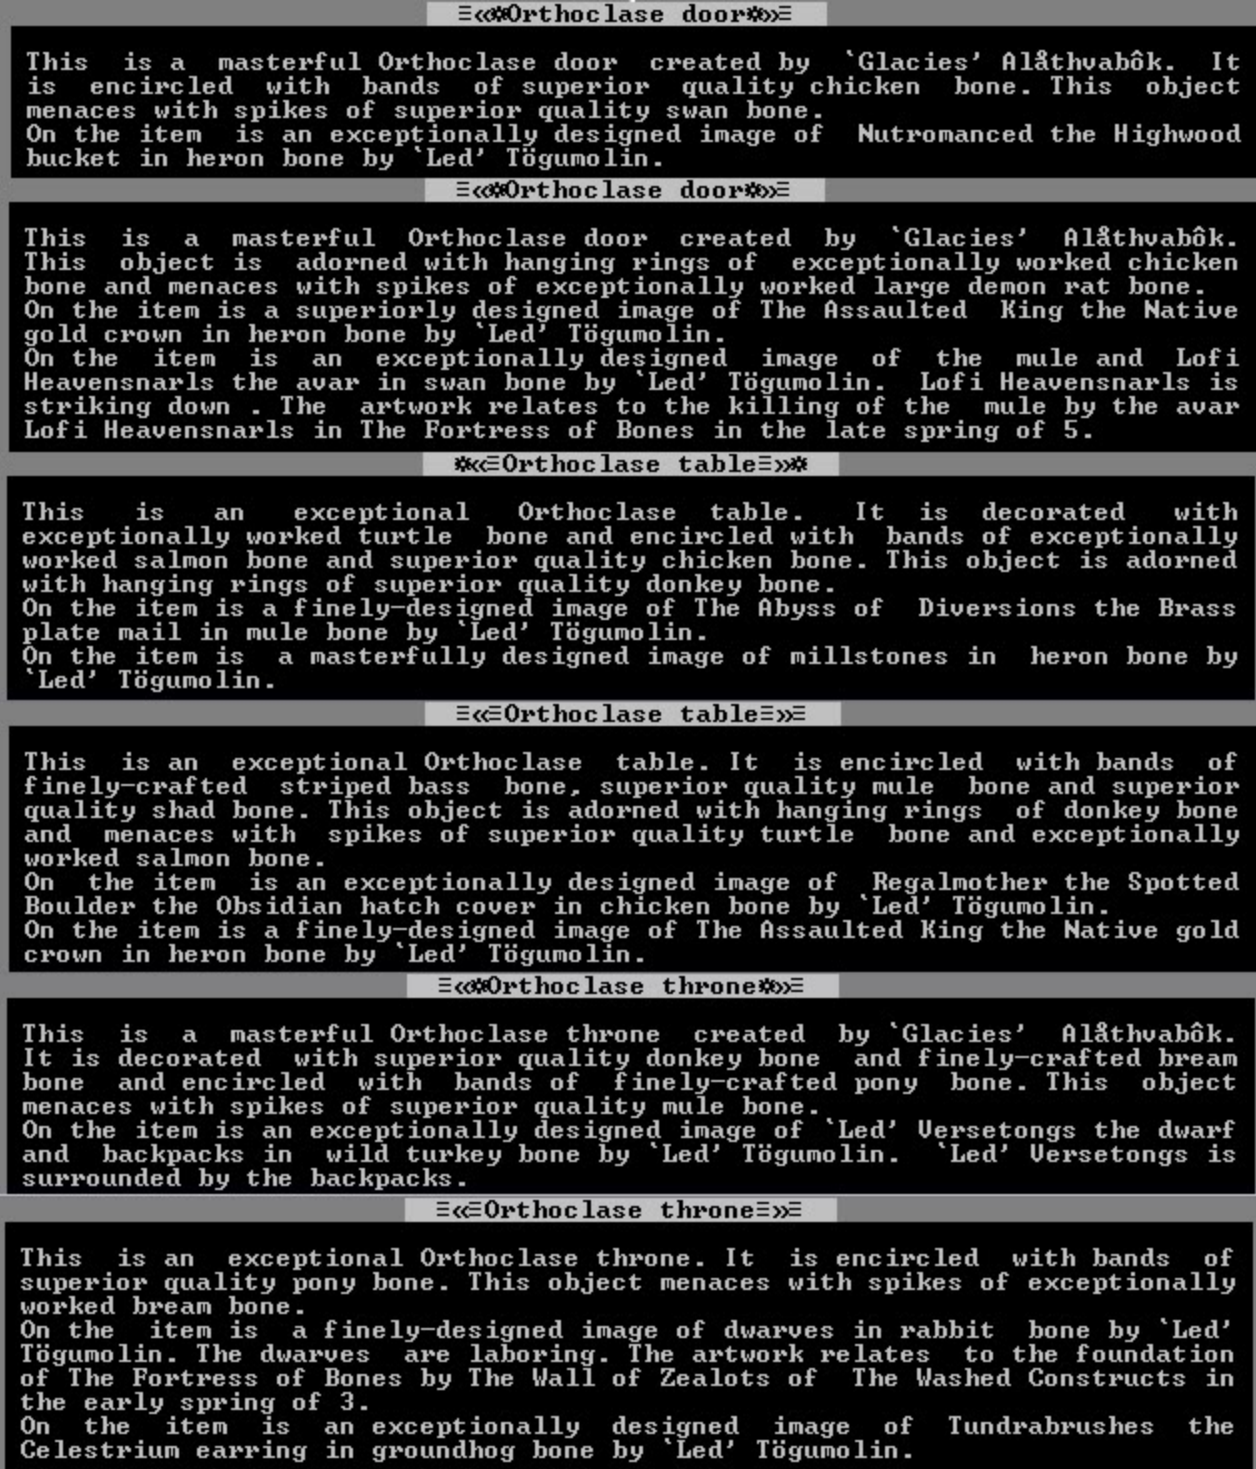 ≡«☼Orthoclase door☼»≡
This is a masterful Orthoclase door created by `Glacies' Alåthvabôk. It
is encircled with bands of superior quality chicken bone. This object
menaces with spikes of superior quality swan bone.
On the item is an exceptionally designed image of Nutromanced the Highwood
bucket in heron bone by `Led' Tögumolin.
≡«☼Orthoclase door☼»≡
This is a masterful Orthoclase door created by `Glacies' Alåthvabôk.
This object is adorned with hanging rings of exceptionally worked chicken
bone and menaces with spikes of exceptionally worked large demon rat bone.
On the item is a superiorly designed image of The Assaulted King the Native
gold crown in heron bone by `Led' Tögumolin.
On the item is an exceptionally designed image of the mule and Lofi
Heavensnarls the avar in swan bone by `Led' Tögumolin. Lofi Heavensnarls is
striking down . The artwork relates to the killing of the mule by the avar
Lofi Heavensnarls in The Fortress of Bones in the late spring of 5.
☼«≡Orthoclase table≡»☼
This is an exceptional Orthoclase table. It is decorated with
exceptionally worked turtle bone and encircled with bands of exceptionally
worked salmon bone and superior quality chicken bone. This object is adorned
with hanging rings of superior quality donkey bone.
On the item is a finely-designed image of The Abyss of Diversions the Brass
plate mail in mule bone by `Led' Tögumolin.
On the item is a masterfully designed image of millstones in heron bone by
`Led' Tögumolin.
≡«≡Orthoclase table≡»≡
This is an exceptional Orthoclase table. It is encircled with bands of
finely-crafted striped bass bone, superior quality mule bone and superior
quality shad bone. This object is adorned with hanging rings of donkey bone
and menaces with spikes of superior quality turtle bone and exceptionally
worked salmon bone.
On the item is an exceptionally designed image of Regalmother the Spotted
Boulder the Obsidian hatch cover in chicken bone by `Led' Tögumolin.
On the item is a finely-designed image of The Assaulted King the Native gold
crown in heron bone by `Led' Tögumolin.
≡«☼Orthoclase throne☼»≡
This is a masterful Orthoclase throne created by `Glacies' Alåthvabôk.
It is decorated with superior quality donkey bone and finely-crafted bream
bone and encircled with bands of finely-crafted pony bone. This object
menaces with spikes of superior quality mule bone.
On the item is an exceptionally designed image of `Led' Versetongs the dwarf
and backpacks in wild turkey bone by `Led' Tögumolin. `Led' Versetongs is
surrounded by the backpacks.
≡«≡Orthoclase throne≡»≡
This is an exceptional Orthoclase throne. It is encircled with bands of
superior quality pony bone. This object menaces with spikes of exceptionally
worked bream bone.
On the item is a finely-designed image of dwarves in rabbit bone by `Led'
Tögumolin. The dwarves are laboring. The artwork relates to the foundation
of The Fortress of Bones by The Wall of Zealots of The Washed Constructs in
the early spring of 3.
On the item is an exceptionally designed image of Tundrabrushes the
Celestrium earring in groundhog bone by `Led' Tögumolin.